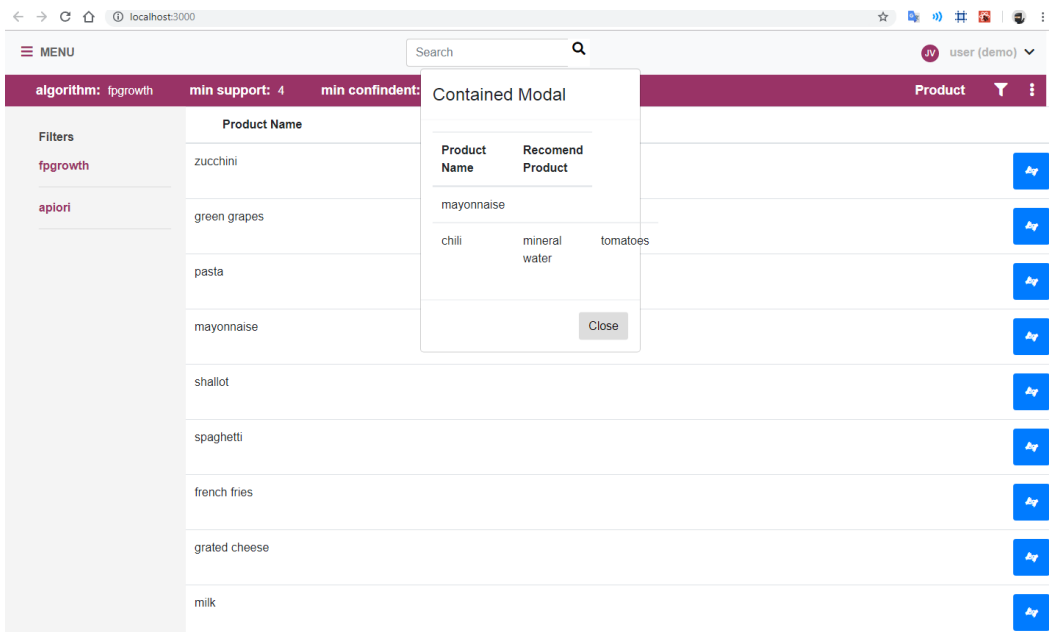 localhost:3000
MENU
Search
JV user (demo)
algorithm: fpgrowth min support: 4 min confindent:
Product
Contained Modal
Product Name
Recomend Product
mayonnaise
chili
mineral water
tomatoes
Close
Filters
fpgrowth
apiori
Product Name
zucchini
green grapes
pasta
mayonnaise
shallot
spaghetti
french fries
grated cheese
milk